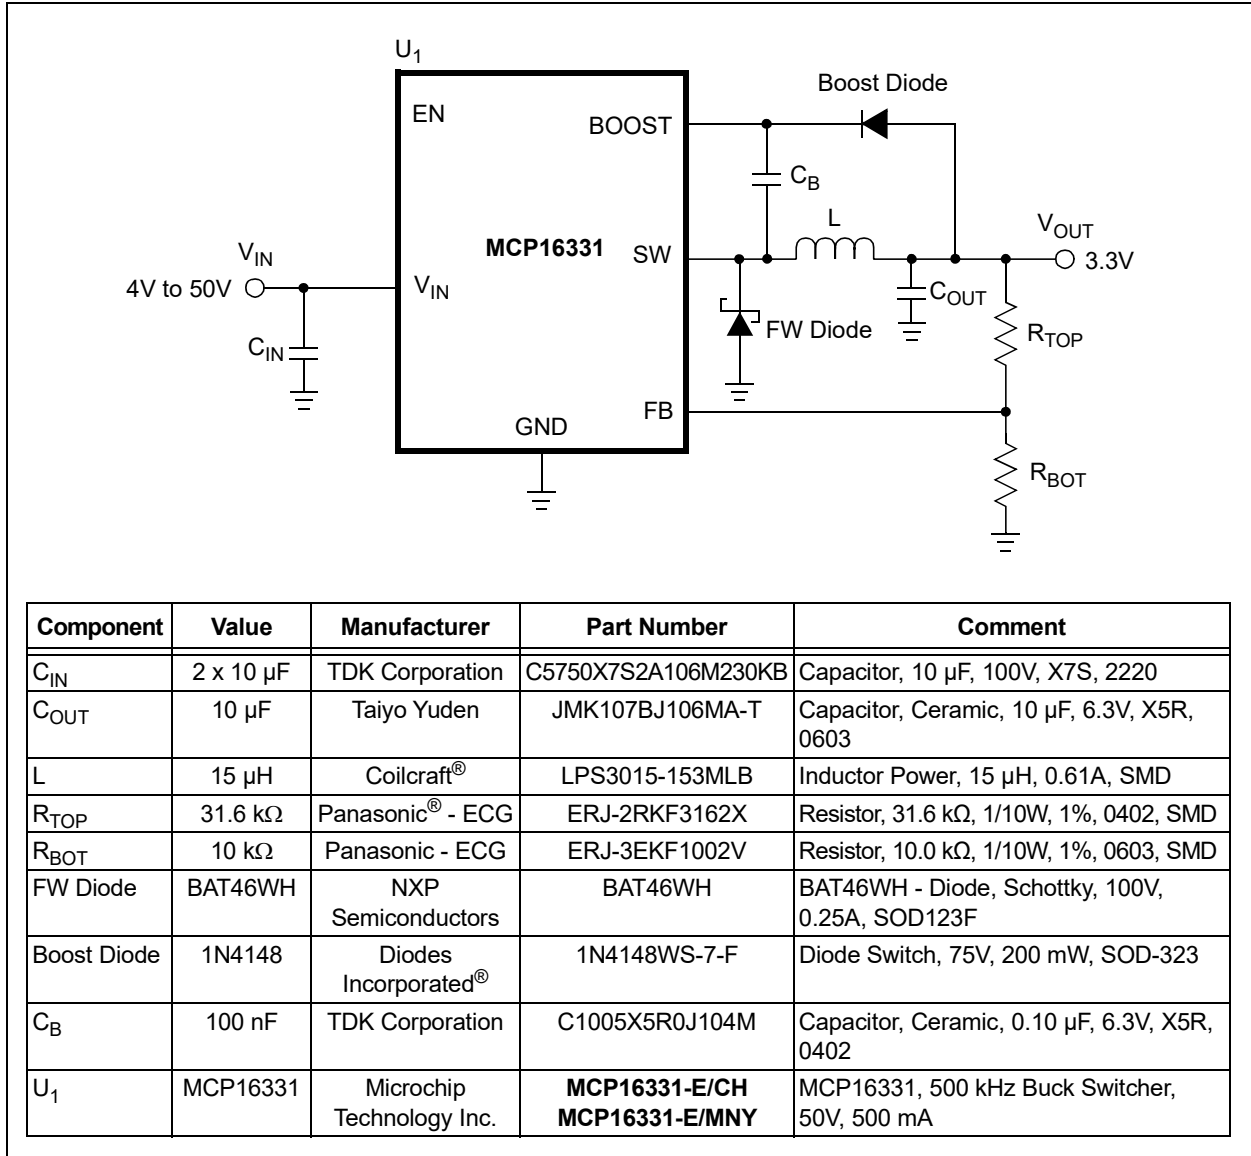 U1
EN
BOOST
Boost Diode
CB
L
MCP16331
SW
VOUT
3.3V
VIN
4V to 50V
VIN
COUT
FW Diode
RTOP
CIN
FB
GND
RBOT
Component Value Manufacturer Part Number Comment
CIN 2 x 10 µF TDK Corporation C5750X7S2A106M230KB Capacitor, 10 µF, 100V, X7S, 2220
COUT 10 µF Taiyo Yuden JMK107BJ106MA-T Capacitor, Ceramic, 10 µF, 6.3V, X5R,
0603
L 15 µH Coilcraft® LPS3015-153MLB Inductor Power, 15 µH, 0.61A, SMD
RTOP 31.6 kΩ Panasonic® - ECG ERJ-2RKF3162X Resistor, 31.6 kΩ, 1/10W, 1%, 0402, SMD
RBOT 10 kΩ Panasonic - ECG ERJ-3EKF1002V Resistor, 10.0 kΩ, 1/10W, 1%, 0603, SMD
FW Diode BAT46WH NXP
Semiconductors BAT46WH BAT46WH - Diode, Schottky, 100V,
0.25A, SOD123F
Boost Diode 1N4148 Diodes
Incorporated® 1N4148WS-7-F Diode Switch, 75V, 200 mW, SOD-323
CB 100 nF TDK Corporation C1005X5R0J104M Capacitor, Ceramic, 0.10 µF, 6.3V, X5R,
0402
U1 MCP16331 Microchip
Technology Inc. MCP16331-E/CH
MCP16331-E/MNY MCP16331, 500 kHz Buck Switcher,
50V, 500 mA